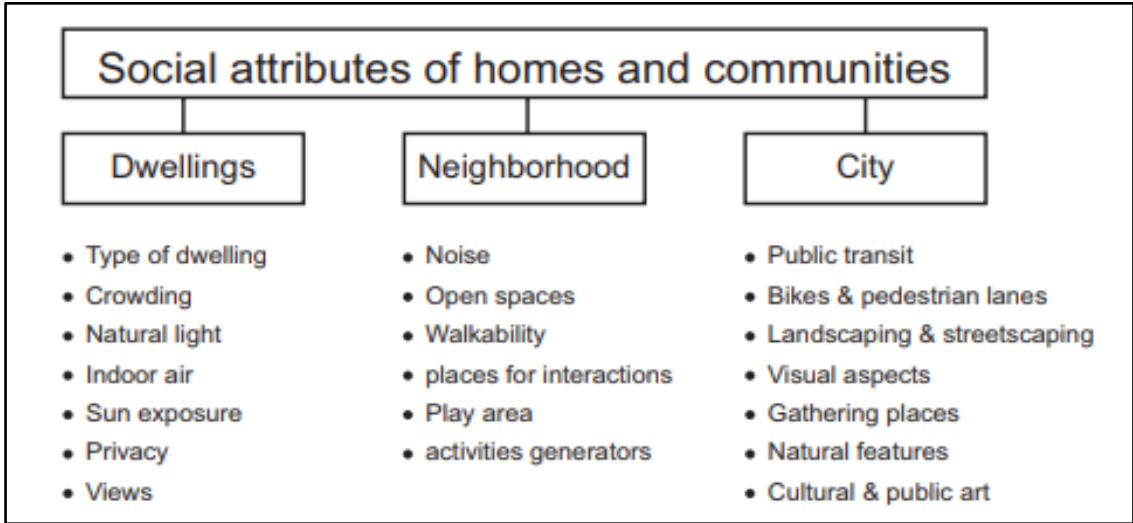 Social attributes of homes and communities
Dwellings
• Type of dwelling
• Crowding
• Natural light
• Indoor air
• Sun exposure
• Privacy
• Views
Neighborhood
• Noise
• Open spaces
• Walkability
• places for interactions
• Play area
• activities generators
City
• Public transit
• Bikes & pedestrian lanes
• Landscaping & streetscaping
• Visual aspects
• Gathering places
• Natural features
• Cultural & public art